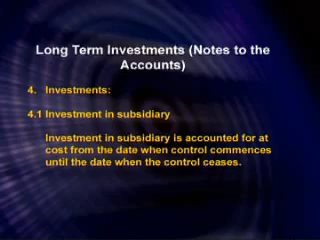 Long Term Investments (Notes to the
Accounts)
4. Investments:
4.1 Investment in subsidiary
Investment in subsidiary is accounted for at
cost from the date when control commences
until the date when the control ceases.